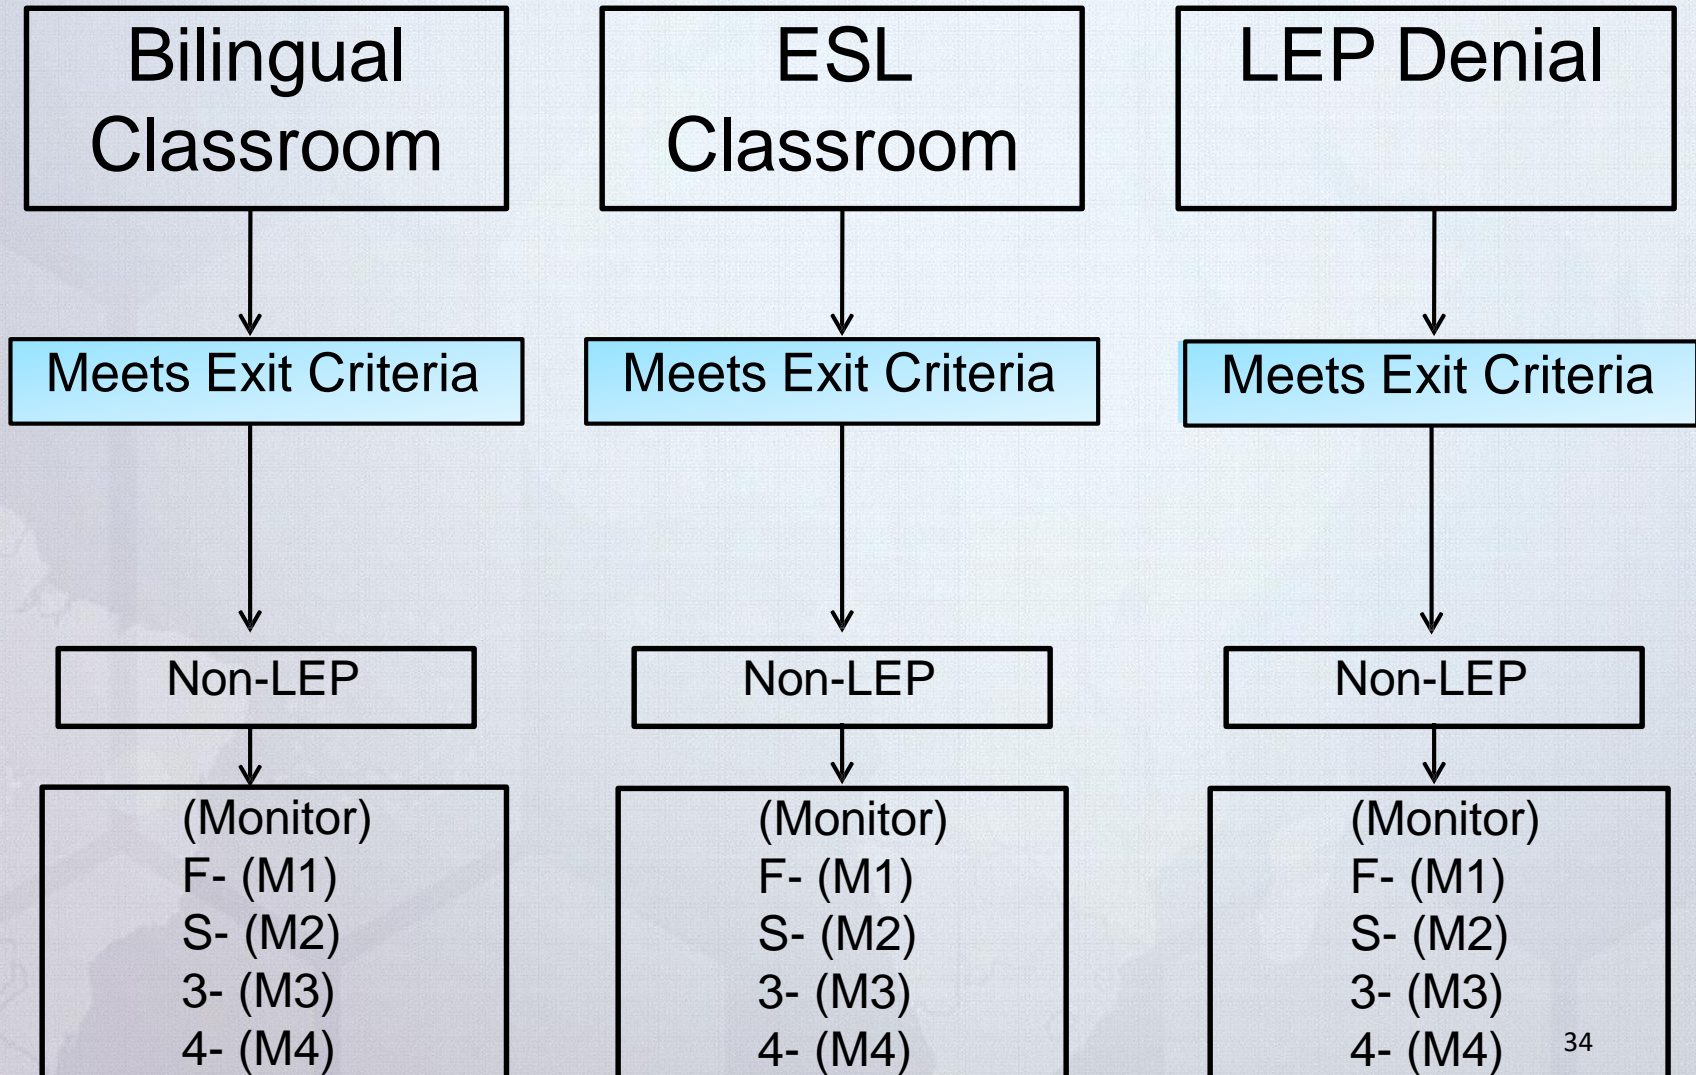 Bilingual
Classroom
Meets Exit Criteria
Non-LEP
(Monitor)
F- (M1)
S- (M2)
3- (M3)
4- (M4)
ESL
Classroom
Meets Exit Criteria
Non-LEP
(Monitor)
F- (M1)
S- (M2)
3- (M3)
4- (M4)
LEP Denial
Meets Exit Criteria
Non-LEP
(Monitor)
F- (M1)
S- (M2)
3- (M3)
4- (M4)
34